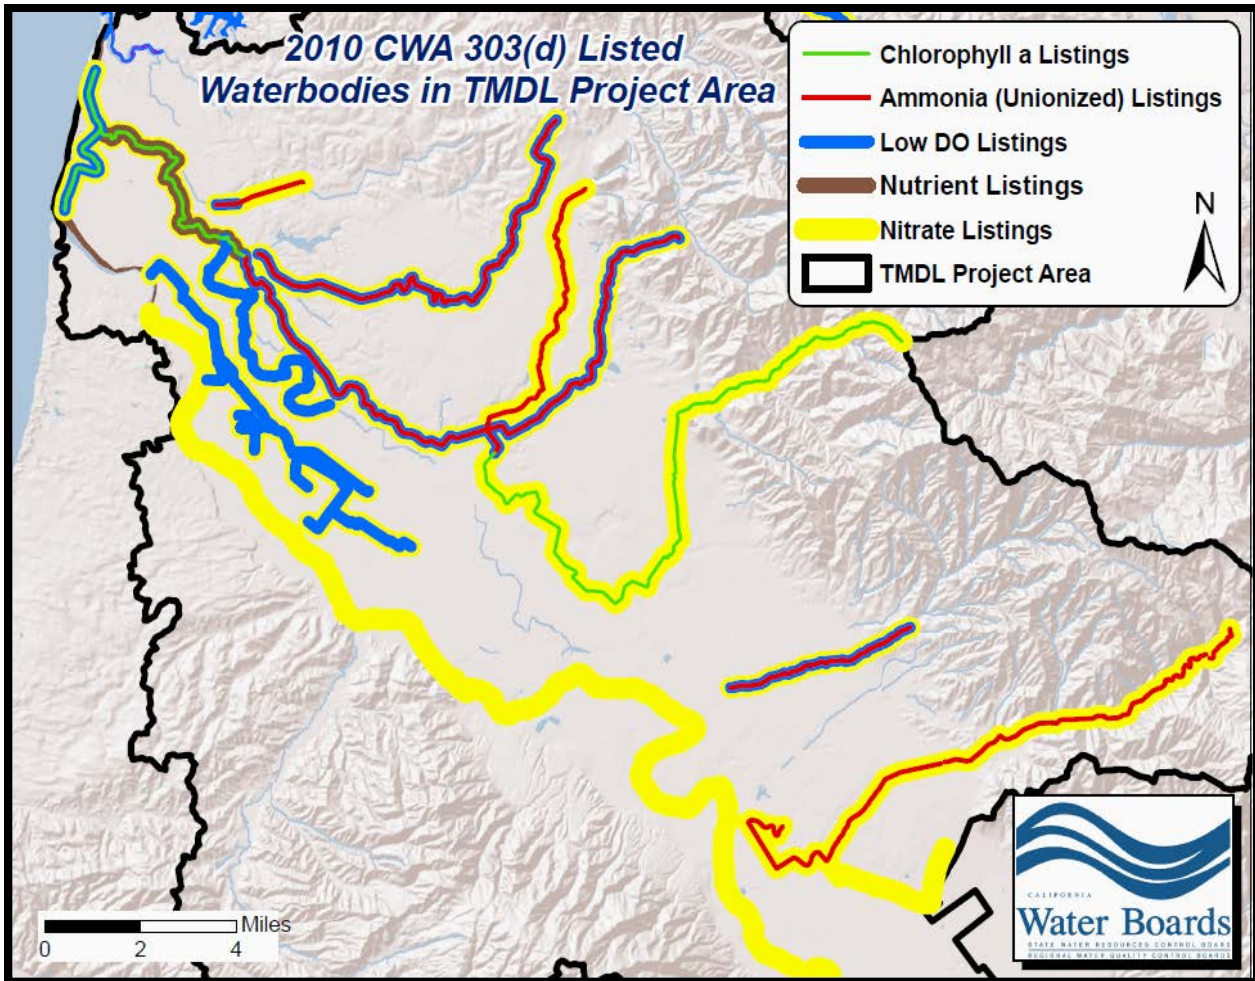 2010 CWA 303(d) Listed
Waterbodies in TMDL Project Area
Chlorophyll a Listings
Ammonia (Unionized) Listings
Low DO Listings
Nutrient Listings
Nitrate Listings
TMDL Project Area
N
Miles
0 2 4
CALIFORNIA
Water Boards
STATE WATER RESOURCES CONTROL BOARD
REGIONAL WATER QUALITY CONTROL BOARDS